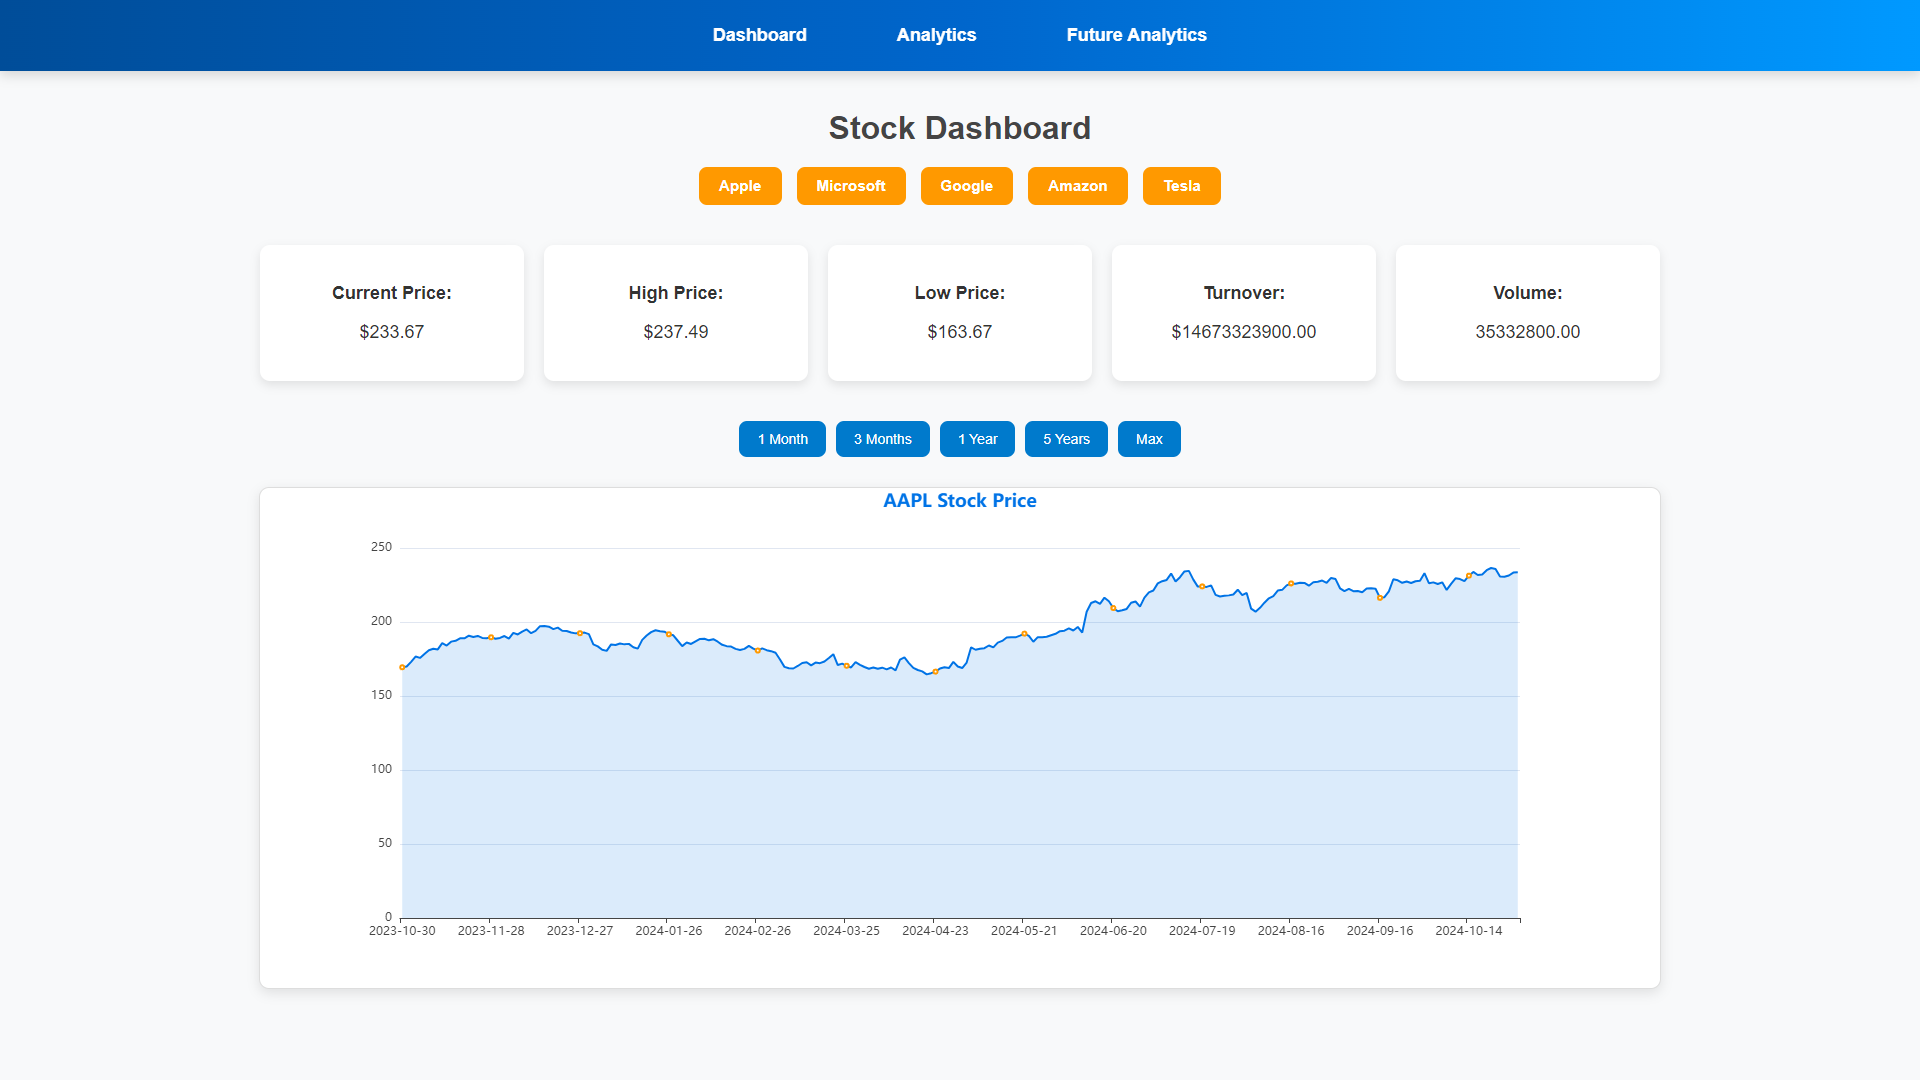 Dashboard Analytics Future Analytics
Stock Dashboard
Apple Microsoft Google Amazon Tesla
Current Price: High Price: Low Price: Turnover: Volume:
$233.67 $237.49 $163.67 $14673323900.00 35332800.00
1 Month 3 Months 1 Year 5 Years Max
AAPL Stock Price
250
200
150
100
50
0
2023-10-30 2023-11-28 2023-12-27 2024-01-26 2024-02-26 2024-03-25 2024-04-23 2024-05-21 2024-06-20 2024-07-19 2024-08-16 2024-09-16 2024-10-14